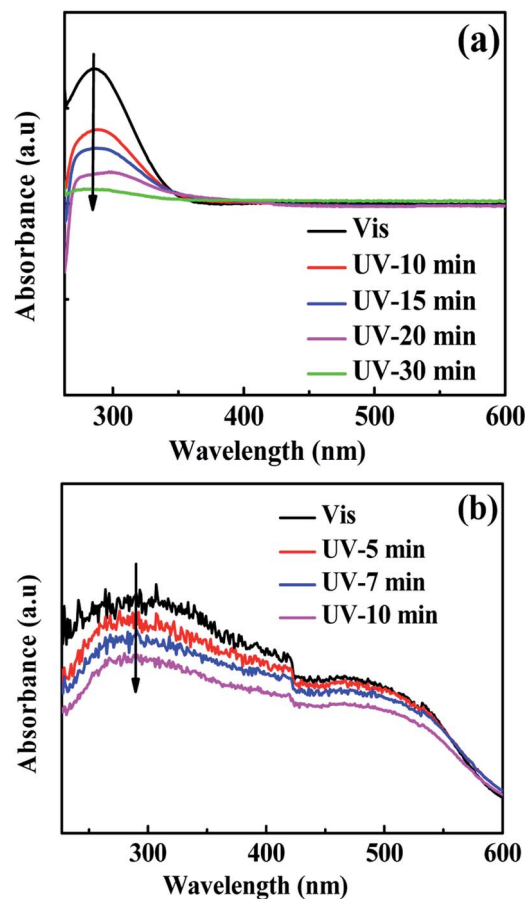 (a)
Absorbance (a.u)
Vis
UV-10 min
UV-15 min
UV-20 min
UV-30 min
300 400 500 600
Wavelength (nm)
(b)
Absorbance (a.u)
Vis
UV-5 min
UV-7 min
UV-10 min
300 400 500 600
Wavelength (nm)